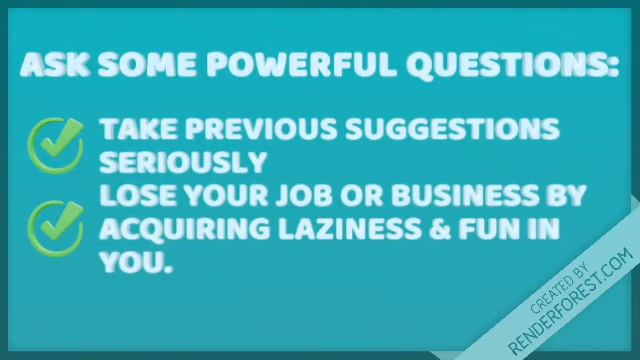 ASK SOME POWERFUL QUESTIONS:
TAKE PREVIOUS SUGGESTIONS
SERIOUSLY
LOSE YOUR JOB OR BUSINESS BY
ACQUIRING LAZINESS & FUN IN
YOU.
CREATED BY
RENDERFOREST.COM